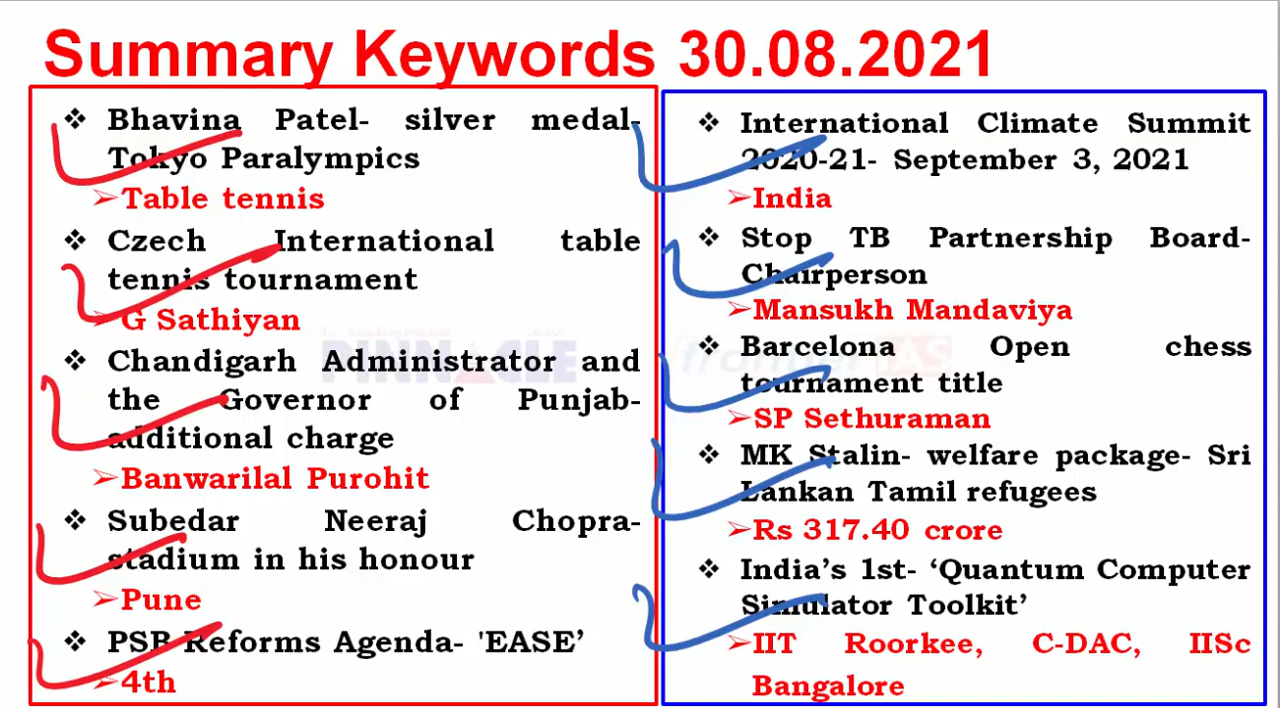 Summary Keywords 30.08.2021
❖ Bhavina Patel- silver medal-
Tokyo Paralympics
➢Table tennis
❖ Czech International table
tennis tournament
➢G Sathiyan
❖ Chandigarh Administrator and
the Governor of Punjab-
additional charge
➢Banwarilal Purohit
❖ Subedar Neeraj Chopra-
stadium in his honour
➢Pune
❖ PSB Reforms Agenda- 'EASE’
➢4th
❖ International Climate Summit
2020-21- September 3, 2021
➢India
❖ Stop TB Partnership Board-
Chairperson
➢Mansukh Mandaviya
❖ Barcelona Open chess
tournament title
➢SP Sethuraman
❖ MK Stalin- welfare package- Sri
Lankan Tamil refugees
➢Rs 317.40 crore
❖ India’s 1st- ‘Quantum Computer
Simulator Toolkit’
➢IIT Roorkee, C-DAC, IISc
Bangalore
PINNACLE
IAS